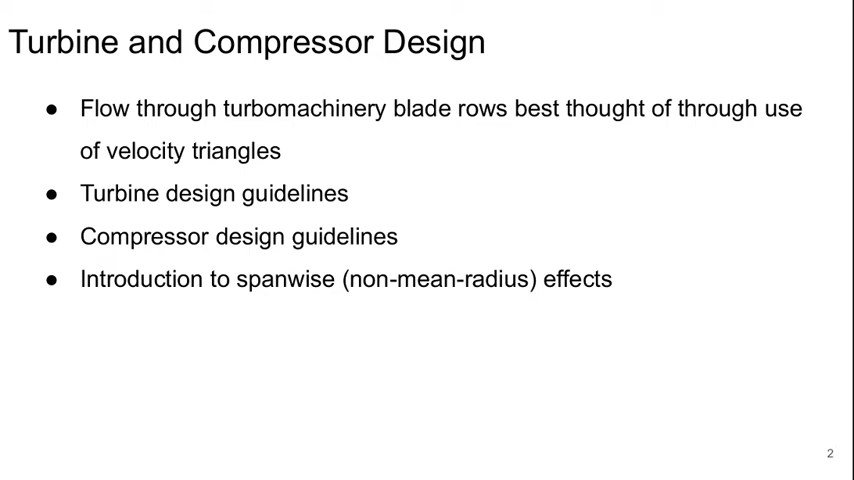 Turbine and Compressor Design
● Flow through turbomachinery blade rows best thought of through use
of velocity triangles
● Turbine design guidelines
● Compressor design guidelines
● Introduction to spanwise (non-mean-radius) effects
2